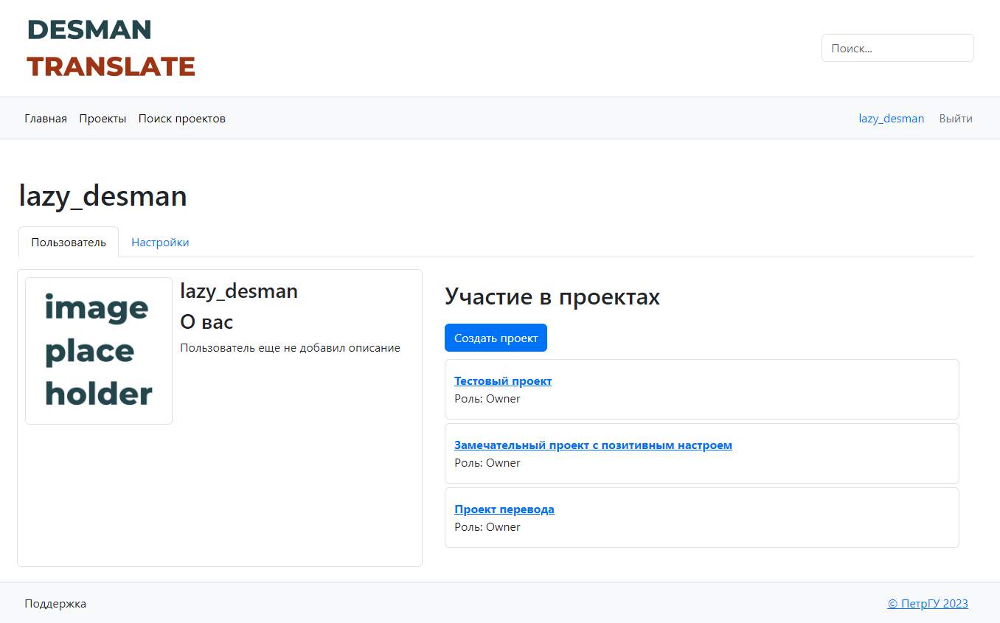 DESMAN
TRANSLATE
Поиск...
Главная Проекты Поиск проектов lazy_desman Выйти
lazy_desman
Пользователь Настройки
image
place
holder
lazy_desman
О вас
Пользователь еще не добавил описание
Участие в проектах
Создать проект
Тестовый проект
Роль: Owner
Замечательный проект с позитивным настроем
Роль: Owner
Проект перевода
Роль: Owner
Поддержка © ПетрГУ 2023